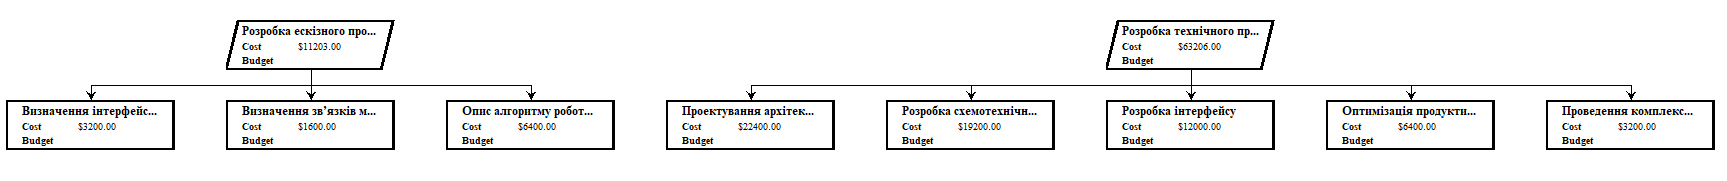 Розробка ескізного про...
Cost $11203.00
Budget
Розробка технічного пр...
Cost $63206.00
Budget
Визначення інтерфейс...
Cost $3200.00
Budget
Визначення зв’язків м...
Cost $1600.00
Budget
Опис алгоритму робот...
Cost $6400.00
Budget
Проектування архітек...
Cost $22400.00
Budget
Розробка схемотехнічн...
Cost $19200.00
Budget
Розробка інтерфейсу
Cost $12000.00
Budget
Оптимізація продукти...
Cost $6400.00
Budget
Проведення комплекс...
Cost $3200.00
Budget